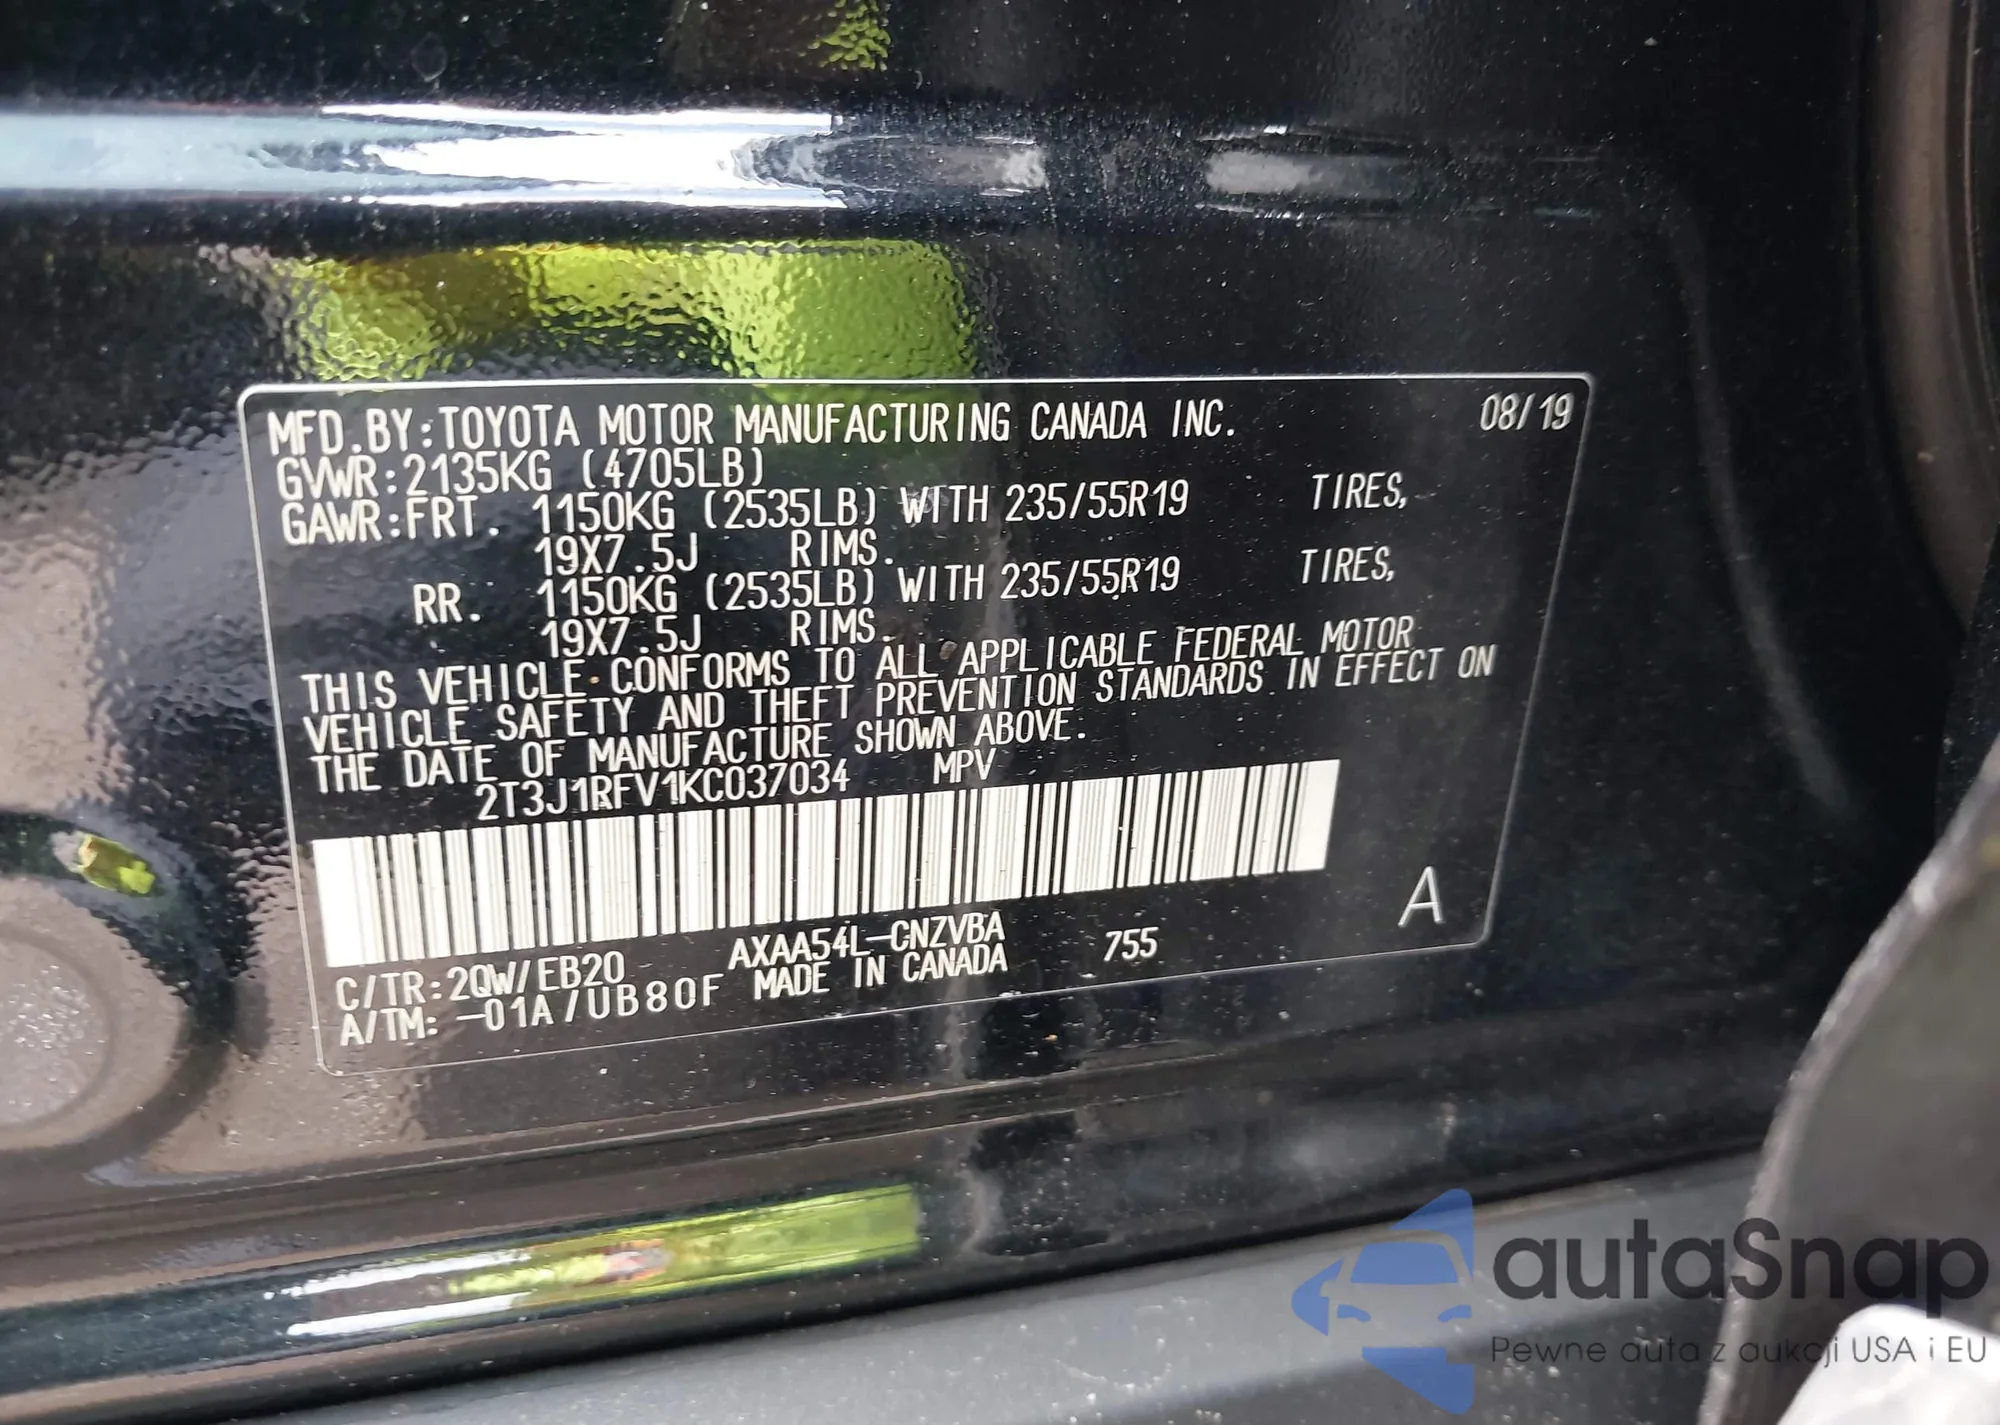 MFD.BY:TOYOTA MOTOR MANUFACTURING CANADA INC. 08/19
GVWR:2135KG (4705LB)
GAWR:FRT. 1150KG (2535LB) WITH 235/55R19 TIRES,
19X7.5J RIMS.
RR. 1150KG (2535LB) WITH 235/55R19 TIRES,
19X7.5J RIMS.
THIS VEHICLE CONFORMS TO ALL APPLICABLE FEDERAL MOTOR
VEHICLE SAFETY AND THEFT PREVENTION STANDARDS IN EFFECT ON
THE DATE OF MANUFACTURE SHOWN ABOVE.
2T3J1RFV1KC037034 MPV
A
C/TR:2QW/EB20 AXAA54L-CNZVBA 755
A/TM: -01A/UB80F MADE IN CANADA
autaSnap
Pewne auta z aukcji USA i EU